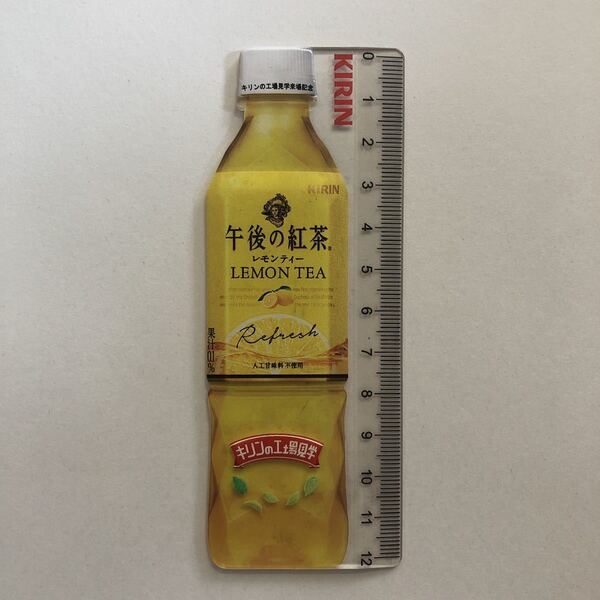 キリンの工場見学来場記念
KIRIN
0
1
2
3
4
5
6
7
8
9
10
11
12
KIRIN
午後の紅茶®
レモンティー
LEMON TEA
Refresh
果汁0.1%
人工甘味料不使用
キリンの工場見学